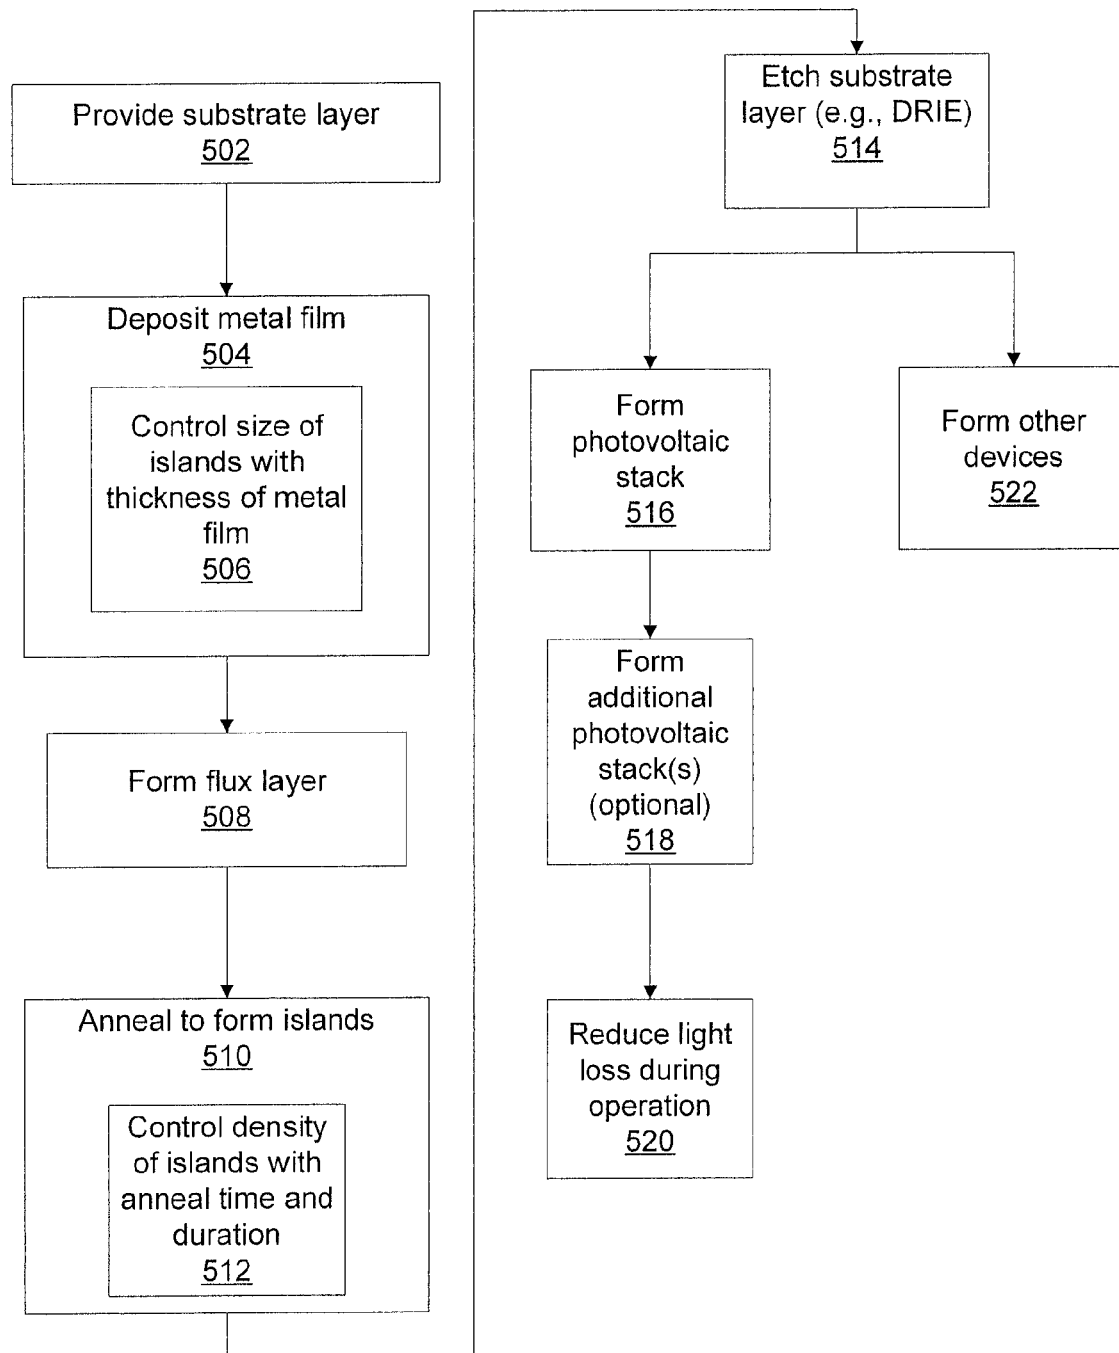 Provide substrate layer
502
Deposit metal film
504
Control size of
islands with
thickness of metal
film
506
Form flux layer
508
Anneal to form islands
510
Control density
of islands with
anneal time and
duration
512
Etch substrate
layer (e.g., DRIE)
514
Form
photovoltaic
stack
516
Form other
devices
522
Form
additional
photovoltaic
stack(s)
(optional)
518
Reduce light
loss during
operation
520